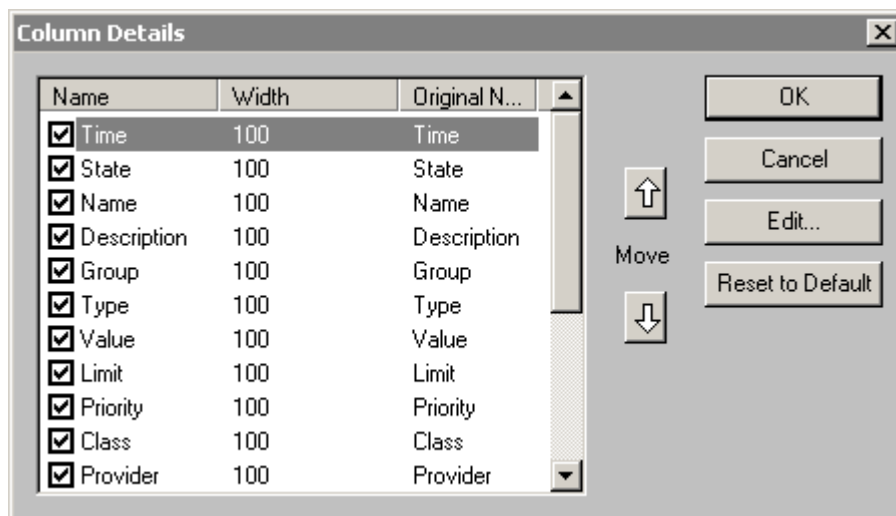 Column Details
Name Width Original N...
Time 100 Time
State 100 State
Name 100 Name
Description 100 Description
Group 100 Group
Type 100 Type
Value 100 Value
Limit 100 Limit
Priority 100 Priority
Class 100 Class
Provider 100 Provider
Move
OK
Cancel
Edit...
Reset to Default